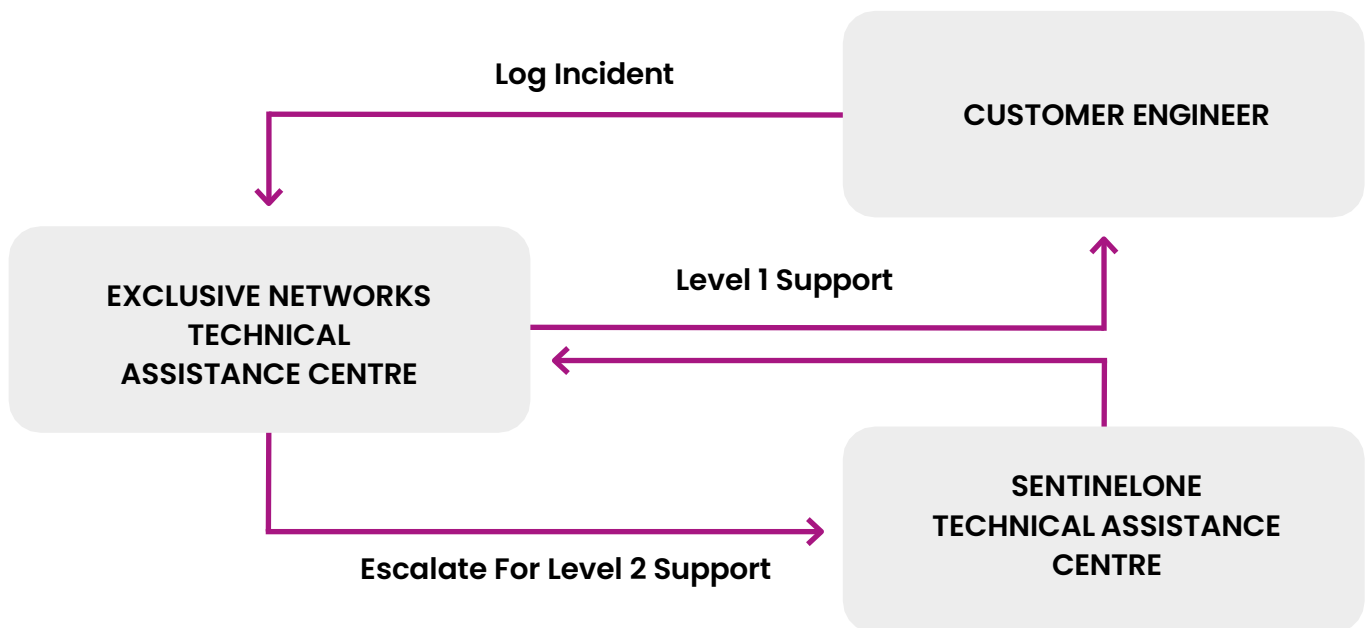 Log Incident
CUSTOMER ENGINEER
Level 1 Support
EXCLUSIVE NETWORKS
TECHNICAL
ASSISTANCE CENTRE
SENTINELONE
TECHNICAL ASSISTANCE
CENTRE
Escalate For Level 2 Support